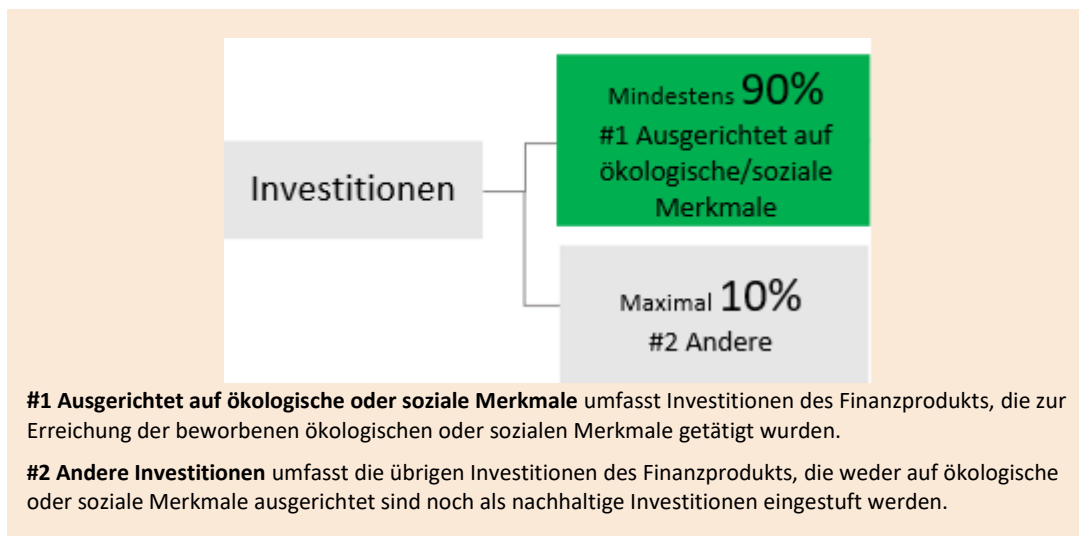 Mindestens 90%
#1 Ausgerichtet auf
ökologische/soziale
Merkmale
Investitionen
Maximal 10%
#2 Andere
#1 Ausgerichtet auf ökologische oder soziale Merkmale umfasst Investitionen des Finanzprodukts, die zur
Erreichung der beworbenen ökologischen oder sozialen Merkmale getätigt wurden.
#2 Andere Investitionen umfasst die übrigen Investitionen des Finanzprodukts, die weder auf ökologische
oder soziale Merkmale ausgerichtet sind noch als nachhaltige Investitionen eingestuft werden.